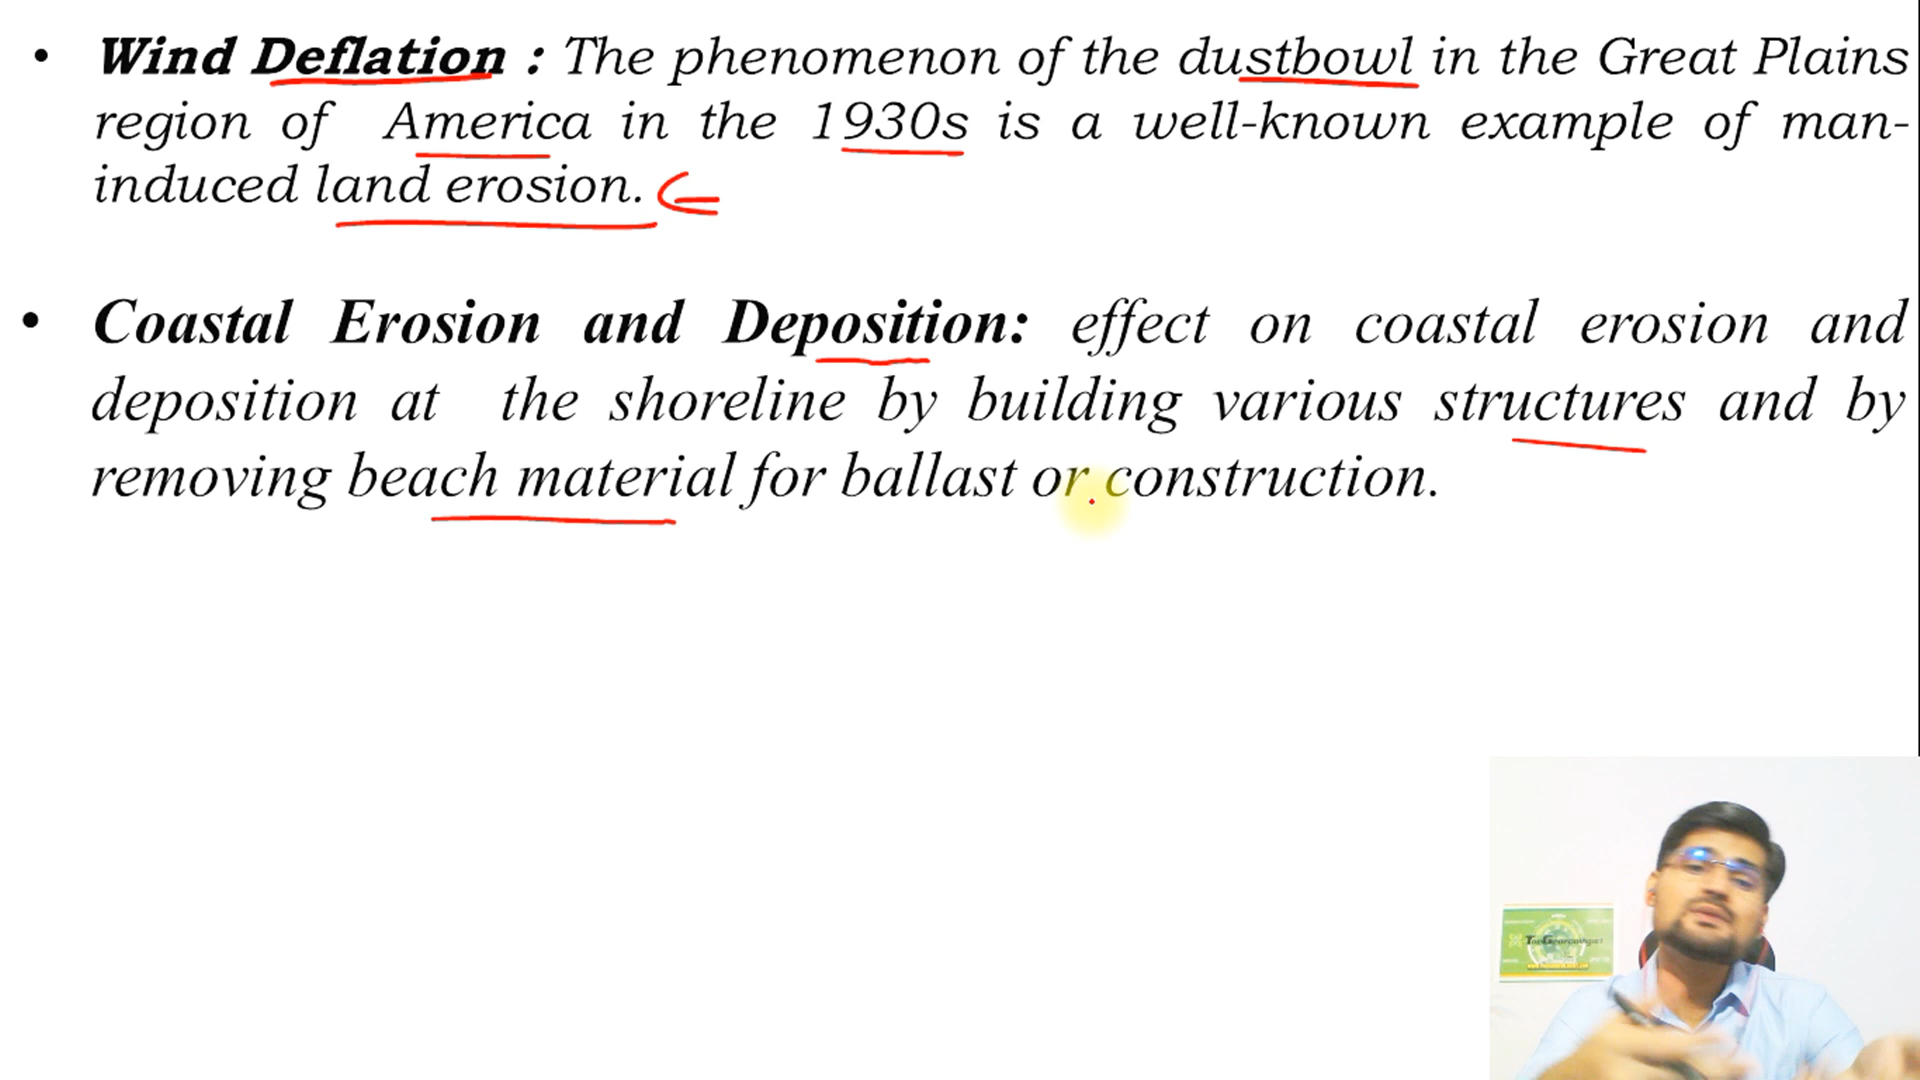 • Wind Deflation : The phenomenon of the dustbowl in the Great Plains
region of America in the 1930s is a well-known example of man-
induced land erosion.
• Coastal Erosion and Deposition: effect on coastal erosion and
deposition at the shoreline by building various structures and by
removing beach material for ballast or construction.